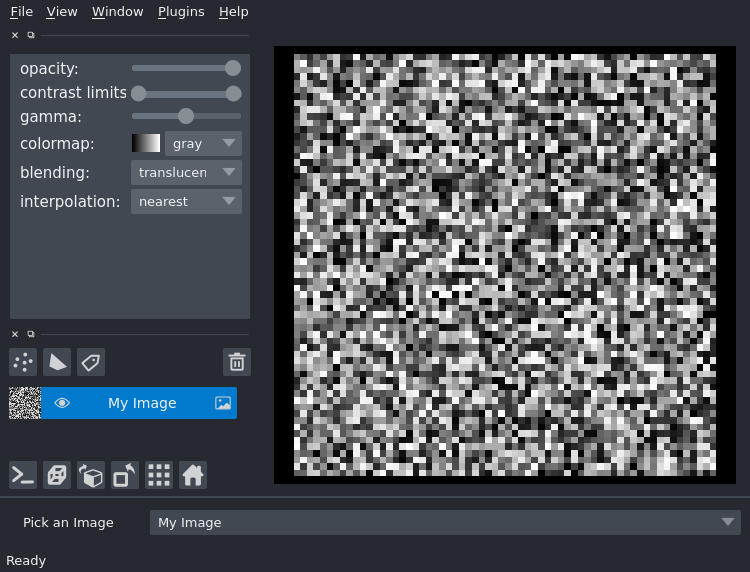 File View Window Plugins Help
opacity:
contrast limits
gamma:
colormap: gray
blending: translucen
interpolation: nearest
My Image
Pick an Image My Image
Ready